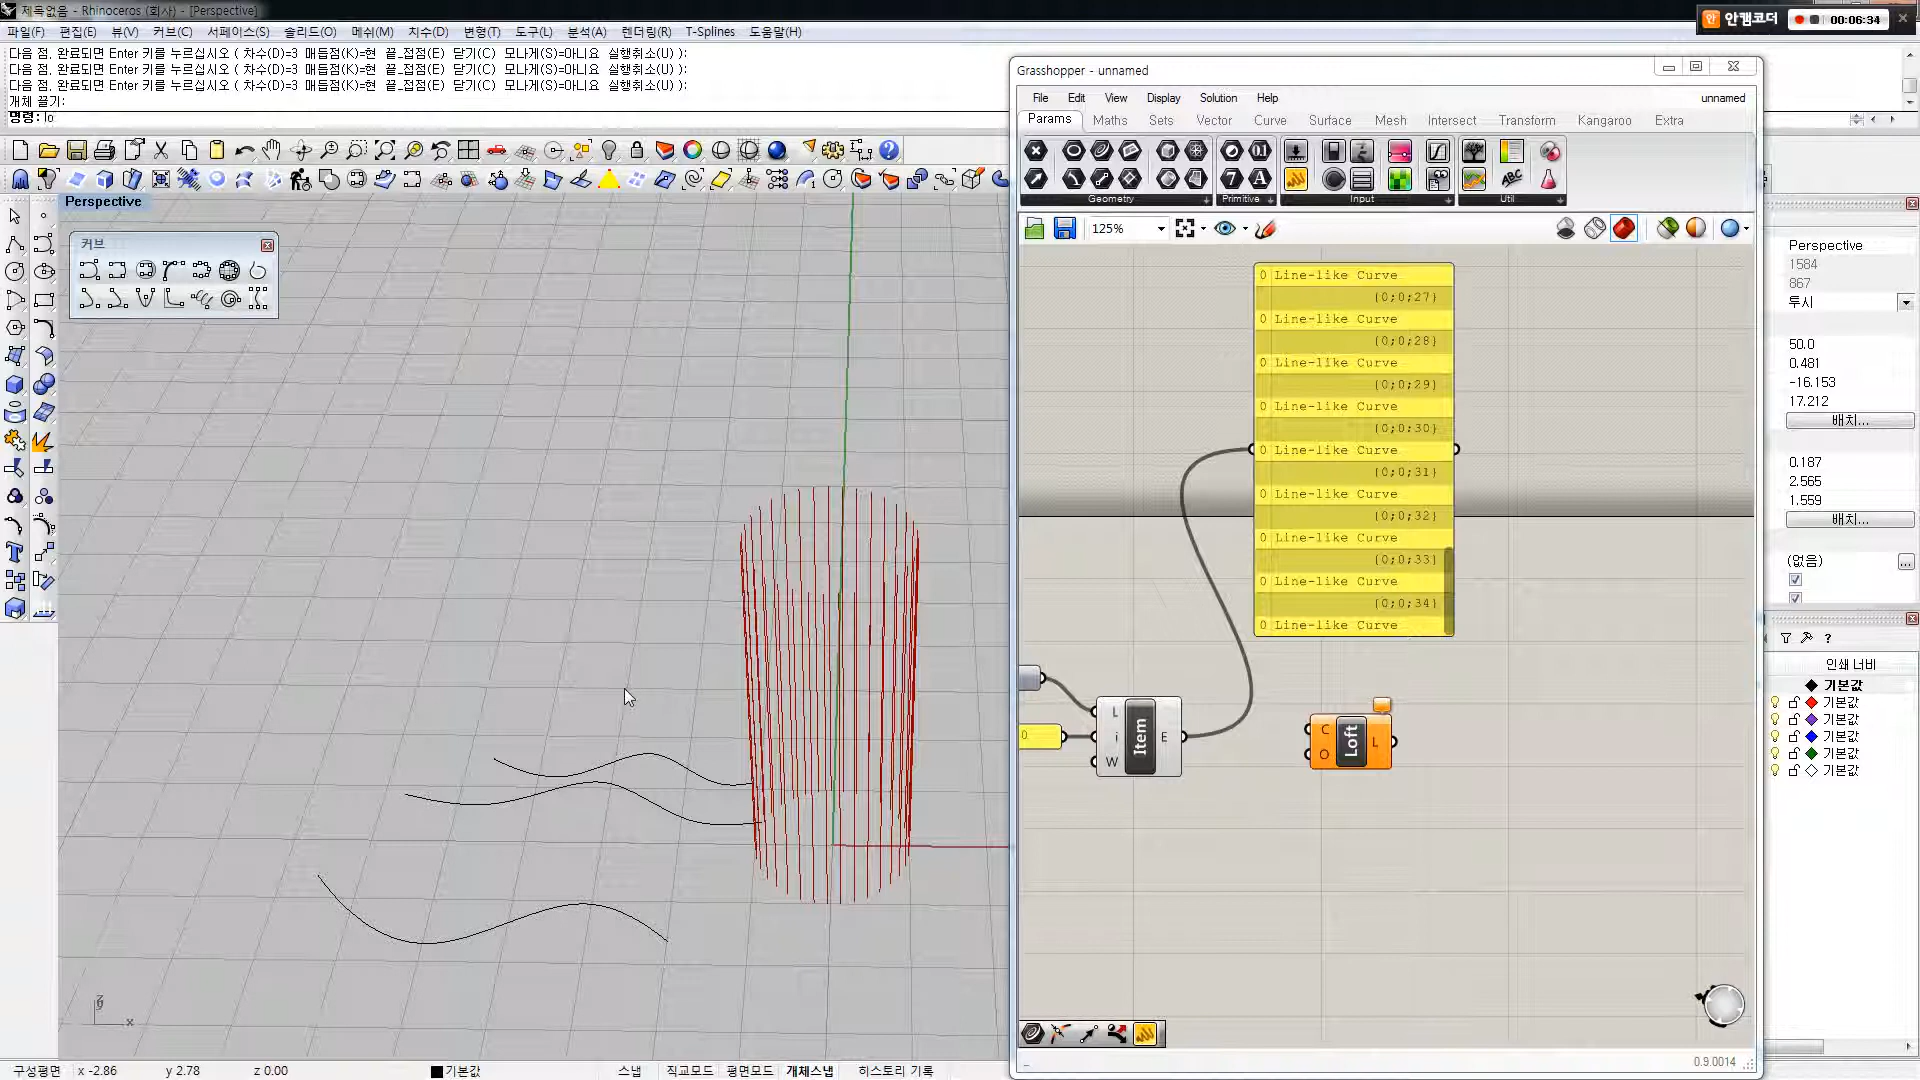 제목없음 - Rhinoceros (회사) - [Perspective]
안캠코더
00:06:34
파일(F) 편집(E) 뷰(V) 커브(C) 서페이스(S) 솔리드(O) 메쉬(M) 치수(D) 변형(T) 도구(L) 분석(A) 렌더링(R) T-Splines 도움말(H)
다음 점. 완료되면 Enter 키를 누르십시오 ( 차수(D)=3 매듭점(K)=현 끝_접점(E) 닫기(C) 모나게(S)=아니요 실행취소(U) ):
다음 점. 완료되면 Enter 키를 누르십시오 ( 차수(D)=3 매듭점(K)=현 끝_접점(E) 닫기(C) 모나게(S)=아니요 실행취소(U) ):
다음 점. 완료되면 Enter 키를 누르십시오 ( 차수(D)=3 매듭점(K)=현 끝_접점(E) 닫기(C) 모나게(S)=아니요 실행취소(U) ):
개체 끌기:
명령: lo
Perspective
커브
Grasshopper - unnamed
File Edit View Display Solution Help unnamed
Params Maths Sets Vector Curve Surface Mesh Intersect Transform Kangaroo Extra
Geometry Primitive Input Util
125%
0 Line-like Curve
{0;0;27}
0 Line-like Curve
{0;0;28}
0 Line-like Curve
{0;0;29}
0 Line-like Curve
{0;0;30}
0 Line-like Curve
{0;0;31}
0 Line-like Curve
{0;0;32}
0 Line-like Curve
{0;0;33}
0 Line-like Curve
{0;0;34}
0 Line-like Curve
0
L
i
W
Item
E
C
O
Loft
L
0.9.0014
Perspective
1584
867
투시
50.0
0.481
-16.153
17.212
배치...
0.187
2.565
1.559
배치...
(없음)
...
?
인쇄 너비
기본값
기본값
기본값
기본값
기본값
기본값
z
y
x
구성평면 x -2.86 y 2.78 z 0.00 기본값 스냅 직교모드 평면모드 개체스냅 히스토리 기록